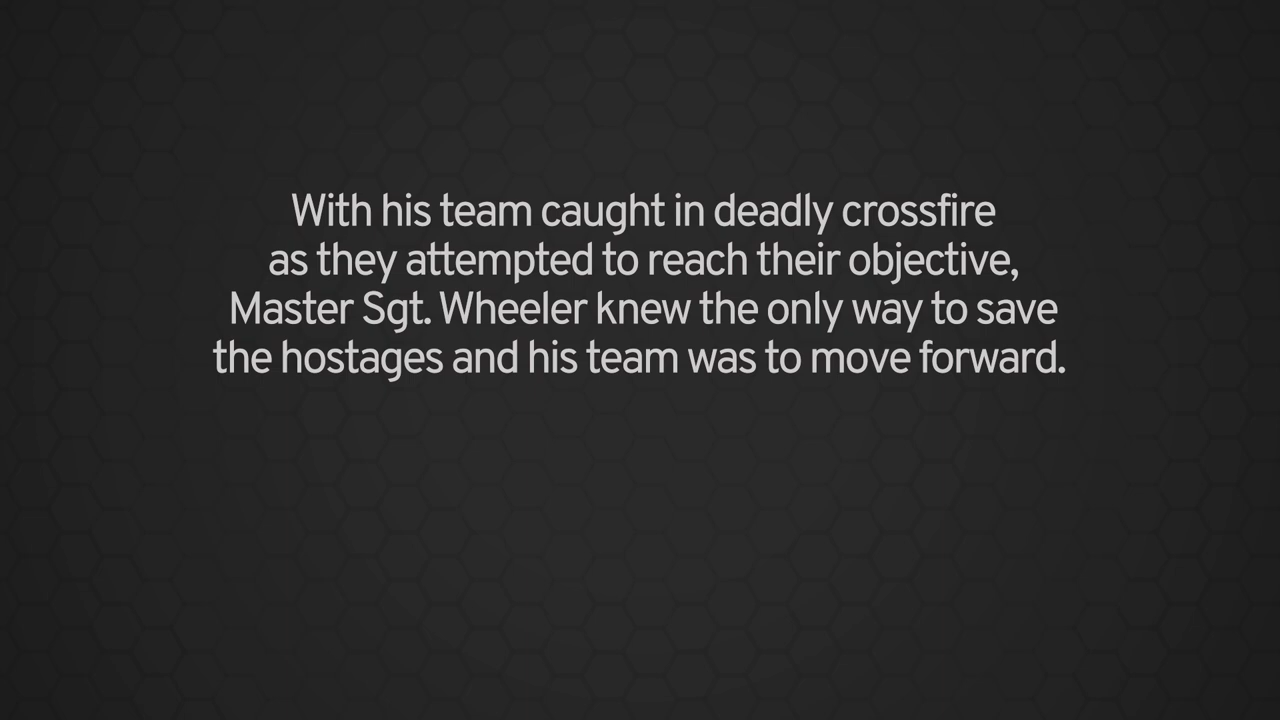 With his team caught in deadly crossfire
as they attempted to reach their objective,
Master Sgt. Wheeler knew the only way to save
the hostages and his team was to move forward.